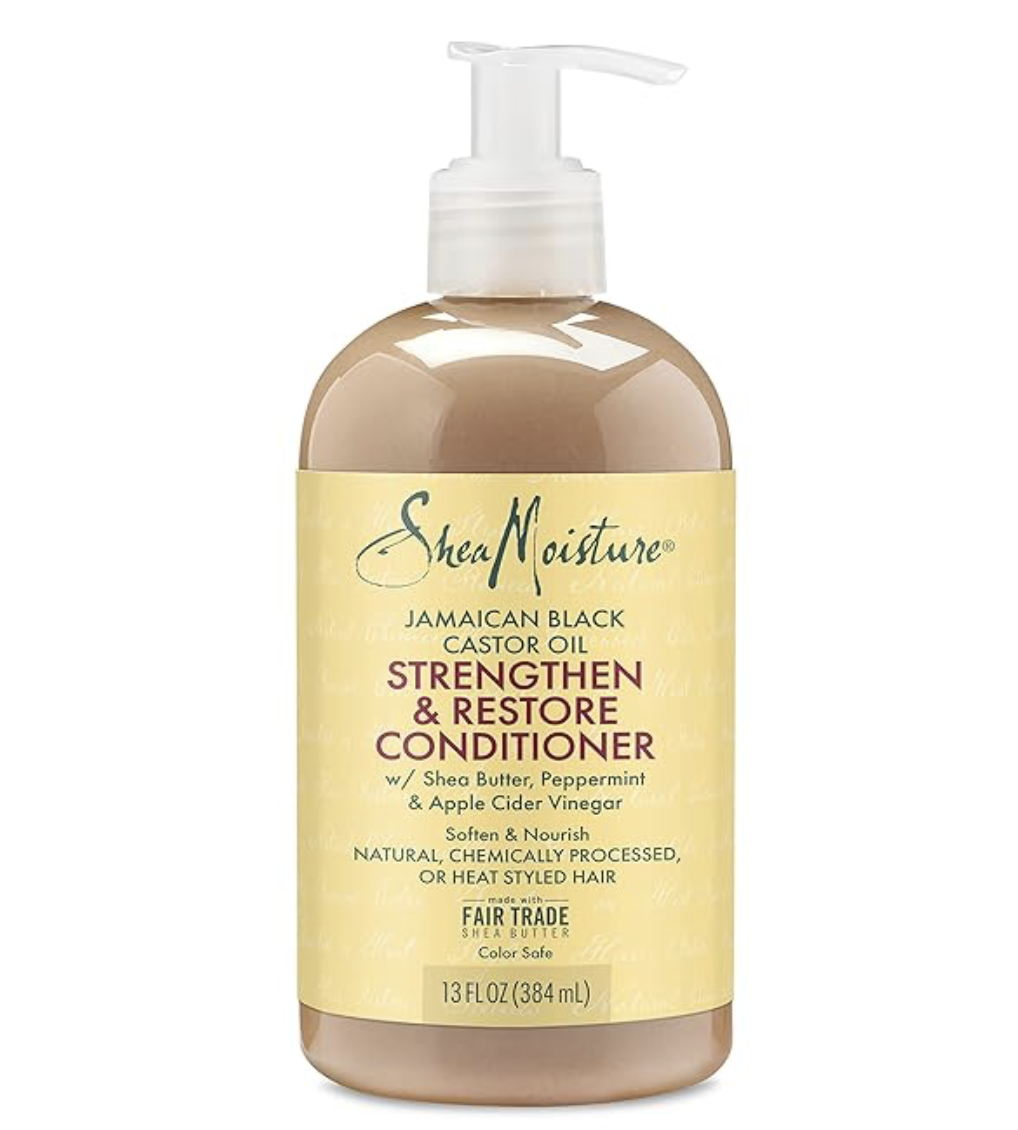 SheaMoisture®
JAMAICAN BLACK
CASTOR OIL
STRENGTHEN
& RESTORE
CONDITIONER
w/ Shea Butter, Peppermint
& Apple Cider Vinegar
Soften & Nourish
NATURAL, CHEMICALLY PROCESSED,
OR HEAT STYLED HAIR
made with
FAIR TRADE
SHEA BUTTER
Color Safe
13 FL OZ (384 mL)